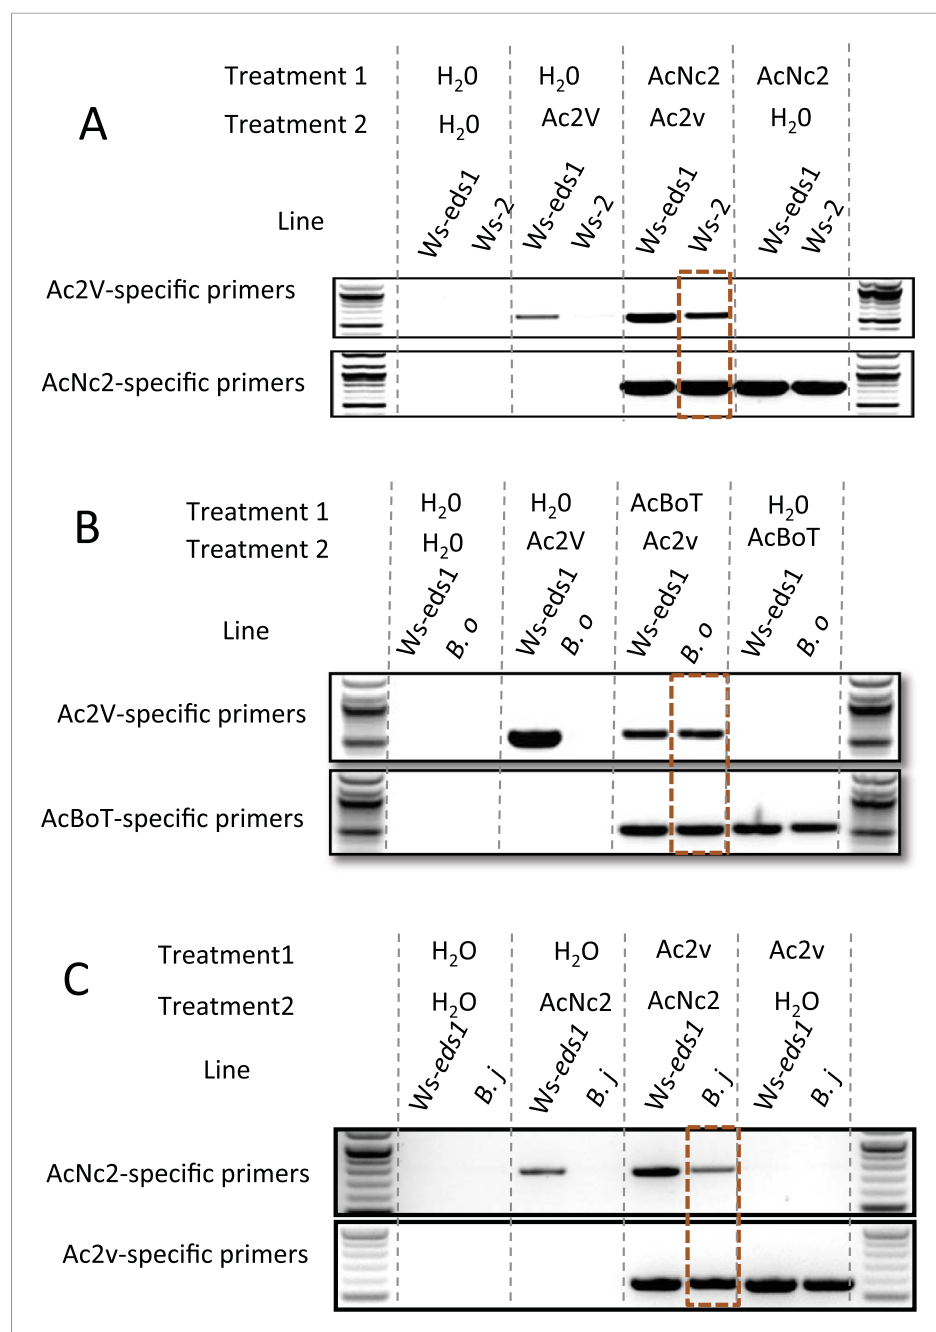 A
Treatment 1 H20 H20 AcNc2 AcNc2
Treatment 2 H20 Ac2V Ac2v H20
Line Ws-eds1 Ws-2 Ws-eds1 Ws-2 Ws-eds1 Ws-2 Ws-eds1 Ws-2
Ac2V-specific primers
AcNc2-specific primers
B
Treatment 1 H20 H20 AcBoT H20
Treatment 2 H20 Ac2V Ac2v AcBoT
Line Ws-eds1 B. o Ws-eds1 B. o Ws-eds1 B. o Ws-eds1 B. o
Ac2V-specific primers
AcBoT-specific primers
C
Treatment1 H2O H2O Ac2v Ac2v
Treatment2 H2O AcNc2 AcNc2 H2O
Line Ws-eds1 B. j Ws-eds1 B. j Ws-eds1 B. j Ws-eds1 B. j
AcNc2-specific primers
Ac2v-specific primers